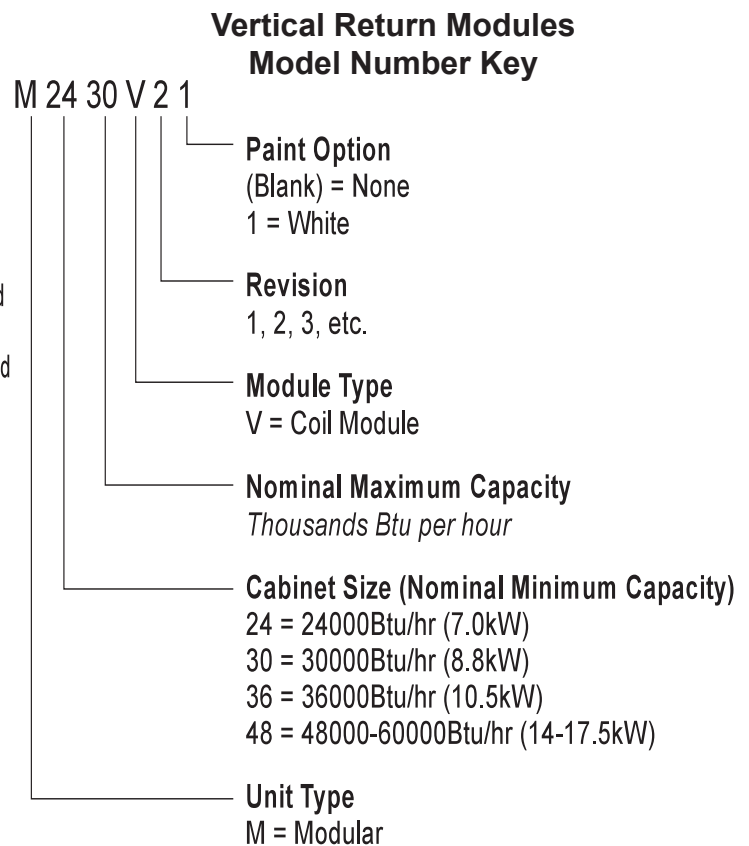 Vertical Return Modules
Model Number Key
M 24 30 V 2 1
Paint Option
(Blank) = None
1 = White
Revision
1, 2, 3, etc.
Module Type
V = Coil Module
Nominal Maximum Capacity
Thousands Btu per hour
Cabinet Size (Nominal Minimum Capacity)
24 = 24000Btu/hr (7.0kW)
30 = 30000Btu/hr (8.8kW)
36 = 36000Btu/hr (10.5kW)
48 = 48000-60000Btu/hr (14-17.5kW)
Unit Type
M = Modular